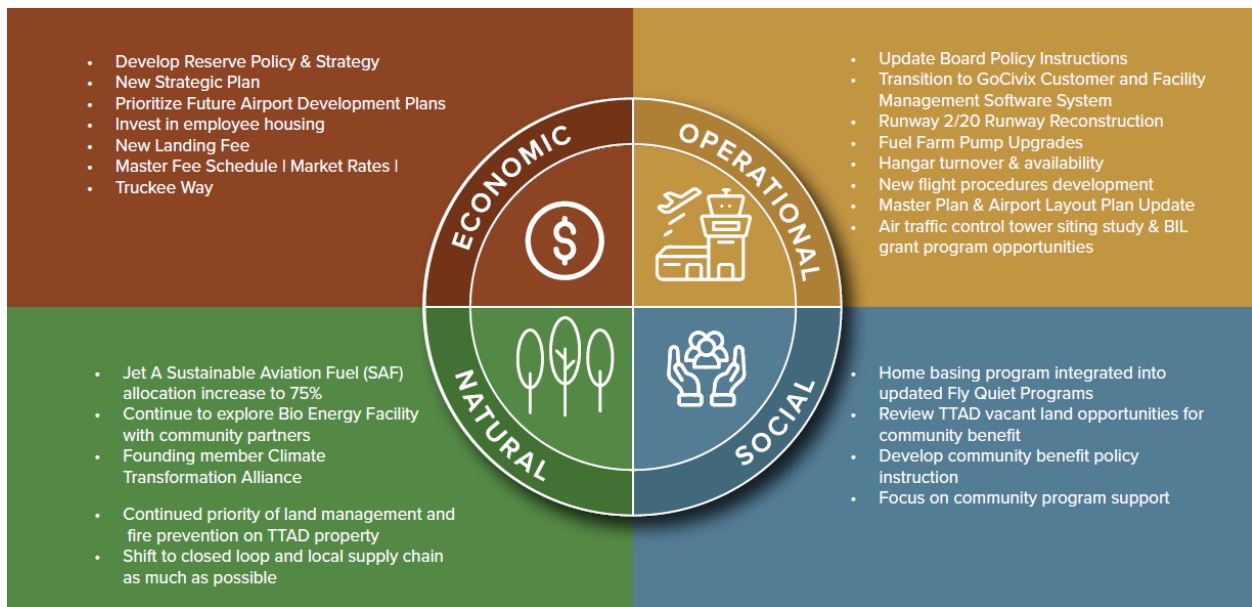 • Develop Reserve Policy & Strategy
• New Strategic Plan
• Prioritize Future Airport Development Plans
• Invest in employee housing
• New Landing Fee
• Master Fee Schedule | Market Rates |
• Truckee Way
ECONOMIC
$
OPERATIONAL
• Update Board Policy Instructions
• Transition to GoCivix Customer and Facility
Management Software System
• Runway 2/20 Runway Reconstruction
• Fuel Farm Pump Upgrades
• Hangar turnover & availability
• New flight procedures development
• Master Plan & Airport Layout Plan Update
• Air traffic control tower siting study & BIL
grant program opportunities
• Jet A Sustainable Aviation Fuel (SAF)
allocation increase to 75%
• Continue to explore Bio Energy Facility
with community partners
• Founding member Climate
Transformation Alliance
• Continued priority of land management and
fire prevention on TTAD property
• Shift to closed loop and local supply chain
as much as possible
NATURAL
SOCIAL
• Home basing program integrated into
updated Fly Quiet Programs
• Review TTAD vacant land opportunities for
community benefit
• Develop community benefit policy
instruction
• Focus on community program support